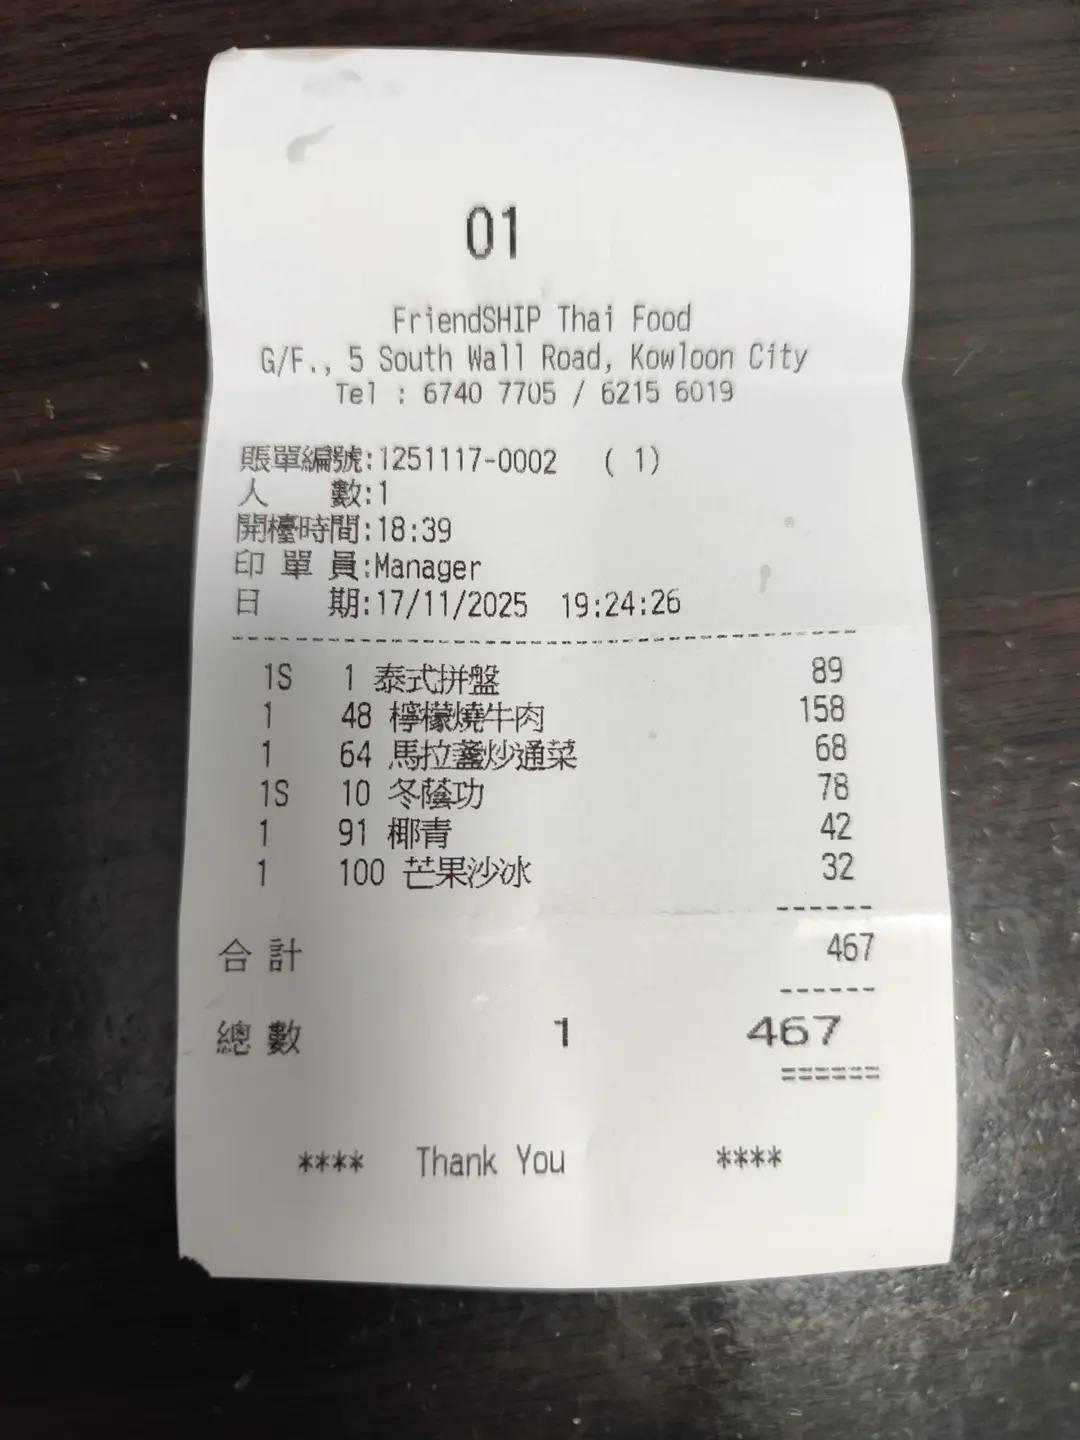 01
FriendSHIP Thai Food
G/F., 5 South Wall Road, Kowloon City
Tel : 6740 7705 / 6215 6019
賬單編號:1251117-0002 ( 1)
人 數:1
開檯時間:18:39
印 單 員:Manager
日 期:17/11/2025 19:24:26
1S 1 泰式拼盤 89
1 48 檸檬燒牛肉 158
1 64 馬拉盞炒通菜 68
1S 10 冬蔭功 78
1 91 椰青 42
1 100 芒果沙冰 32
合 計 467
總 數 1 467
**** Thank You ****